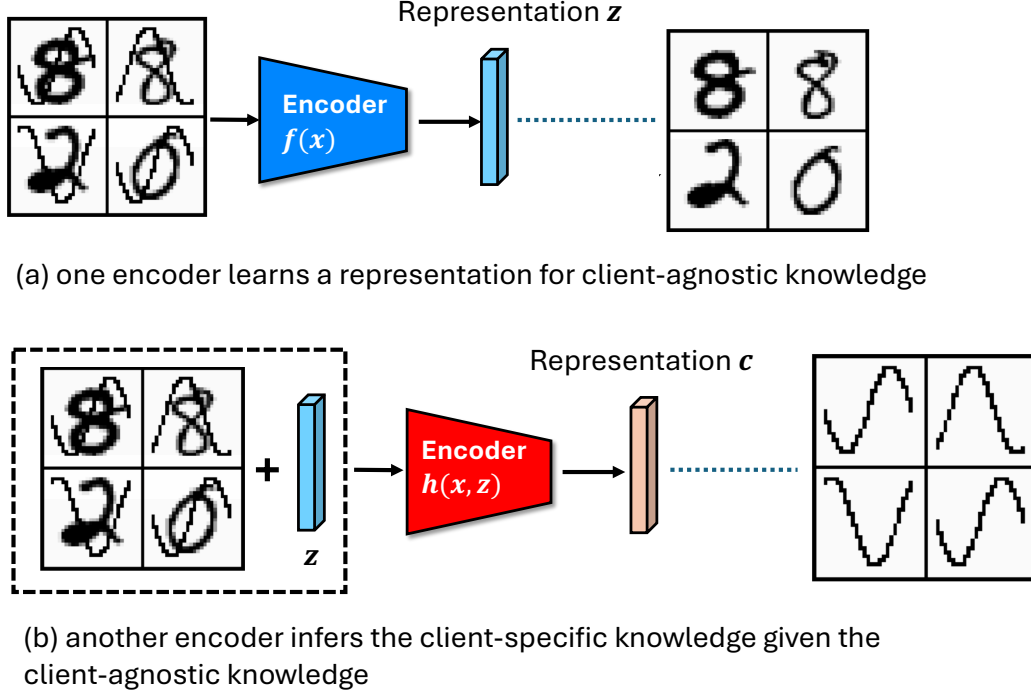 Representation z
Encoder
f(x)
(a) one encoder learns a representation for client-agnostic knowledge
Representation c
+
Encoder
h(x, z)
z
(b) another encoder infers the client-specific knowledge given the
client-agnostic knowledge